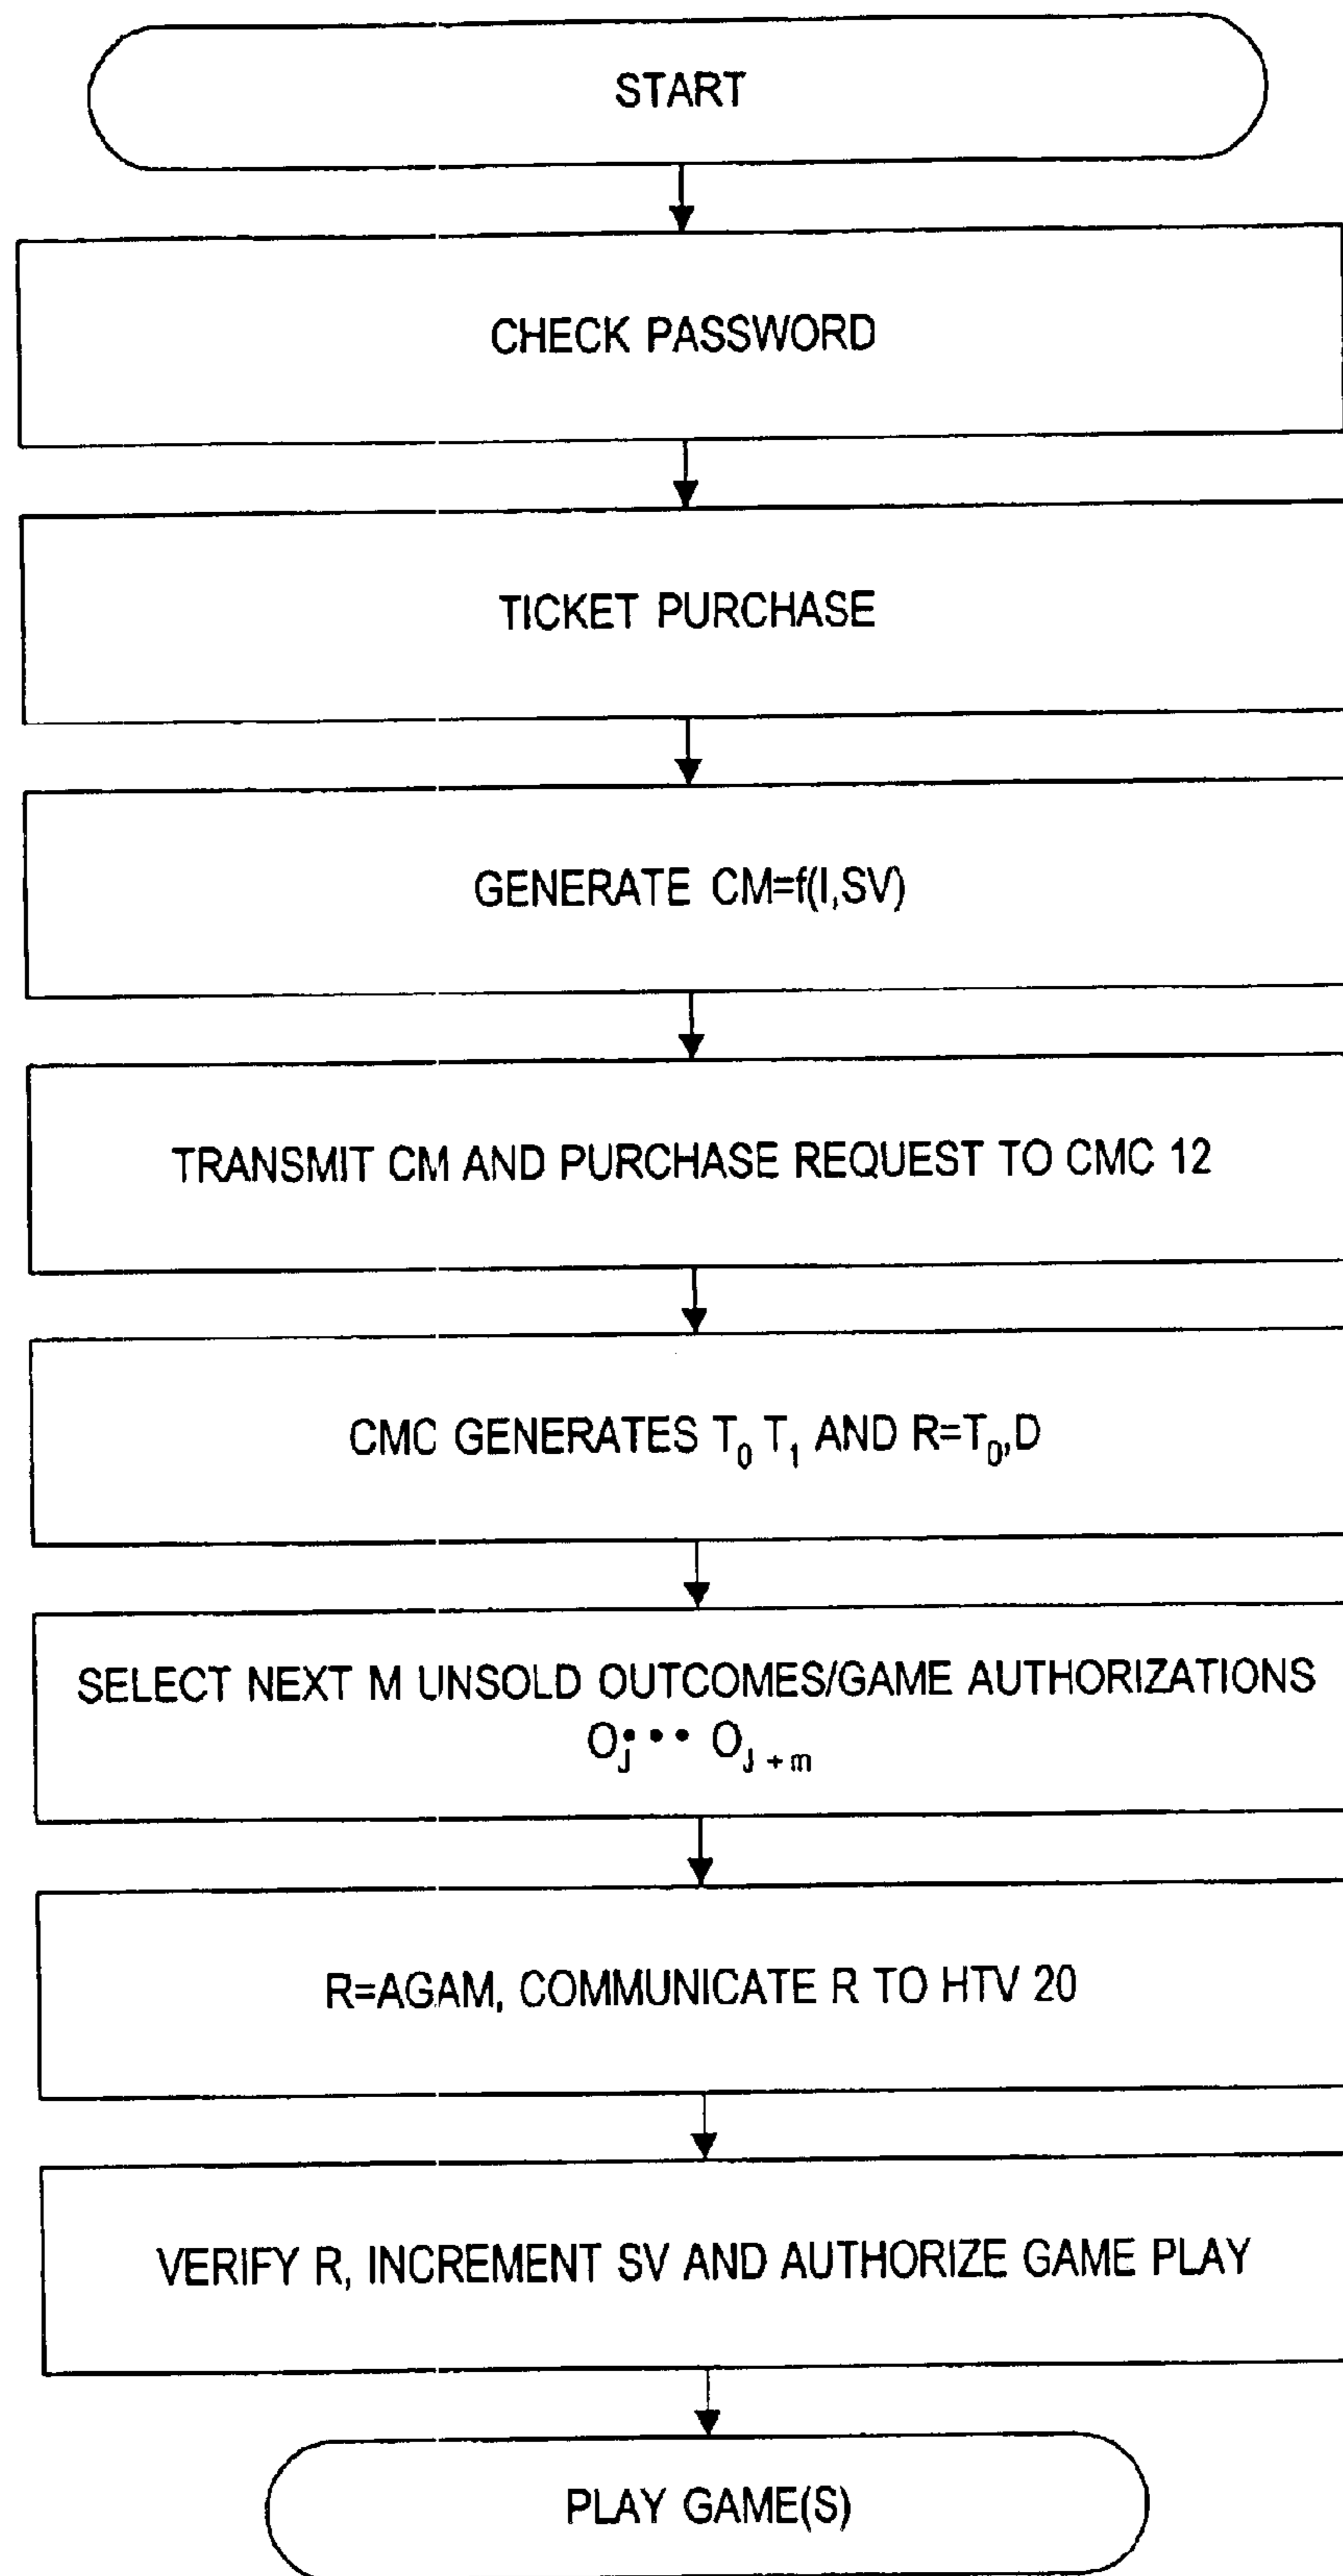 START
CHECK PASSWORD
TICKET PURCHASE
GENERATE CM=f(I,SV)
TRANSMIT CM AND PURCHASE REQUEST TO CMC 12
CMC GENERATES T₀ T₁ AND R=T₀,D
SELECT NEXT M UNSOLD OUTCOMES/GAME AUTHORIZATIONS
O_J••• O_{J+m}
R=AGAM, COMMUNICATE R TO HTV 20
VERIFY R, INCREMENT SV AND AUTHORIZE GAME PLAY
PLAY GAME(S)